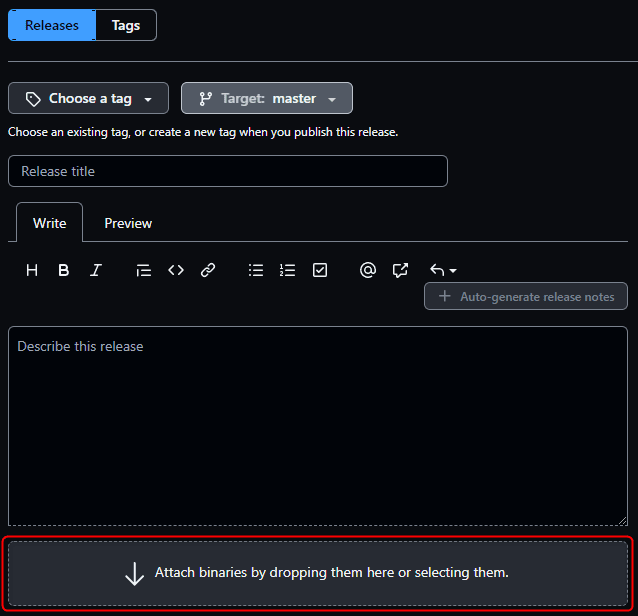 Releases Tags
Choose a tag Target: master
Choose an existing tag, or create a new tag when you publish this release.
Release title
Write Preview
H B I
Auto-generate release notes
Describe this release
Attach binaries by dropping them here or selecting them.